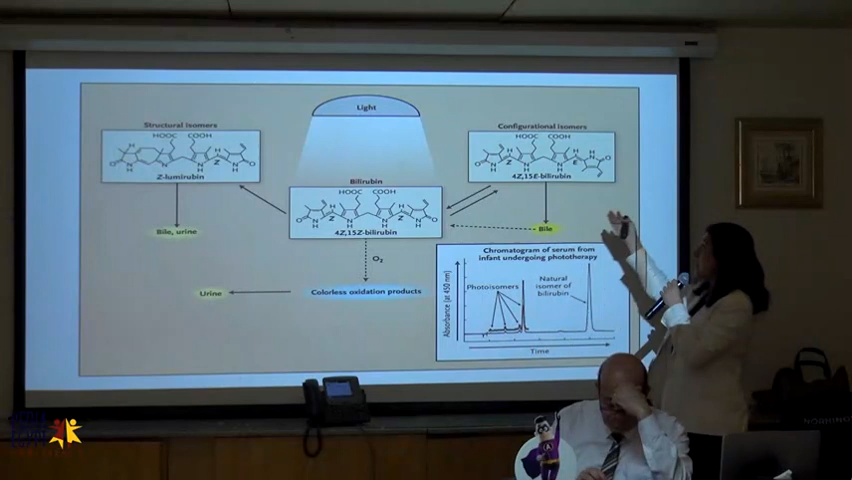 Light
Structural isomers
HOOC COOH
Z-lumirubin
Configurational isomers
HOOC COOH
4Z,15E-bilirubin
Bilirubin
HOOC COOH
4Z,15Z-bilirubin
Bile, urine
Bile
O₂
Urine
Colorless oxidation products
Chromatogram of serum from
infant undergoing phototherapy
Absorbance (at 450 nm)
Photoisomers
Natural
isomer of
bilirubin
Time